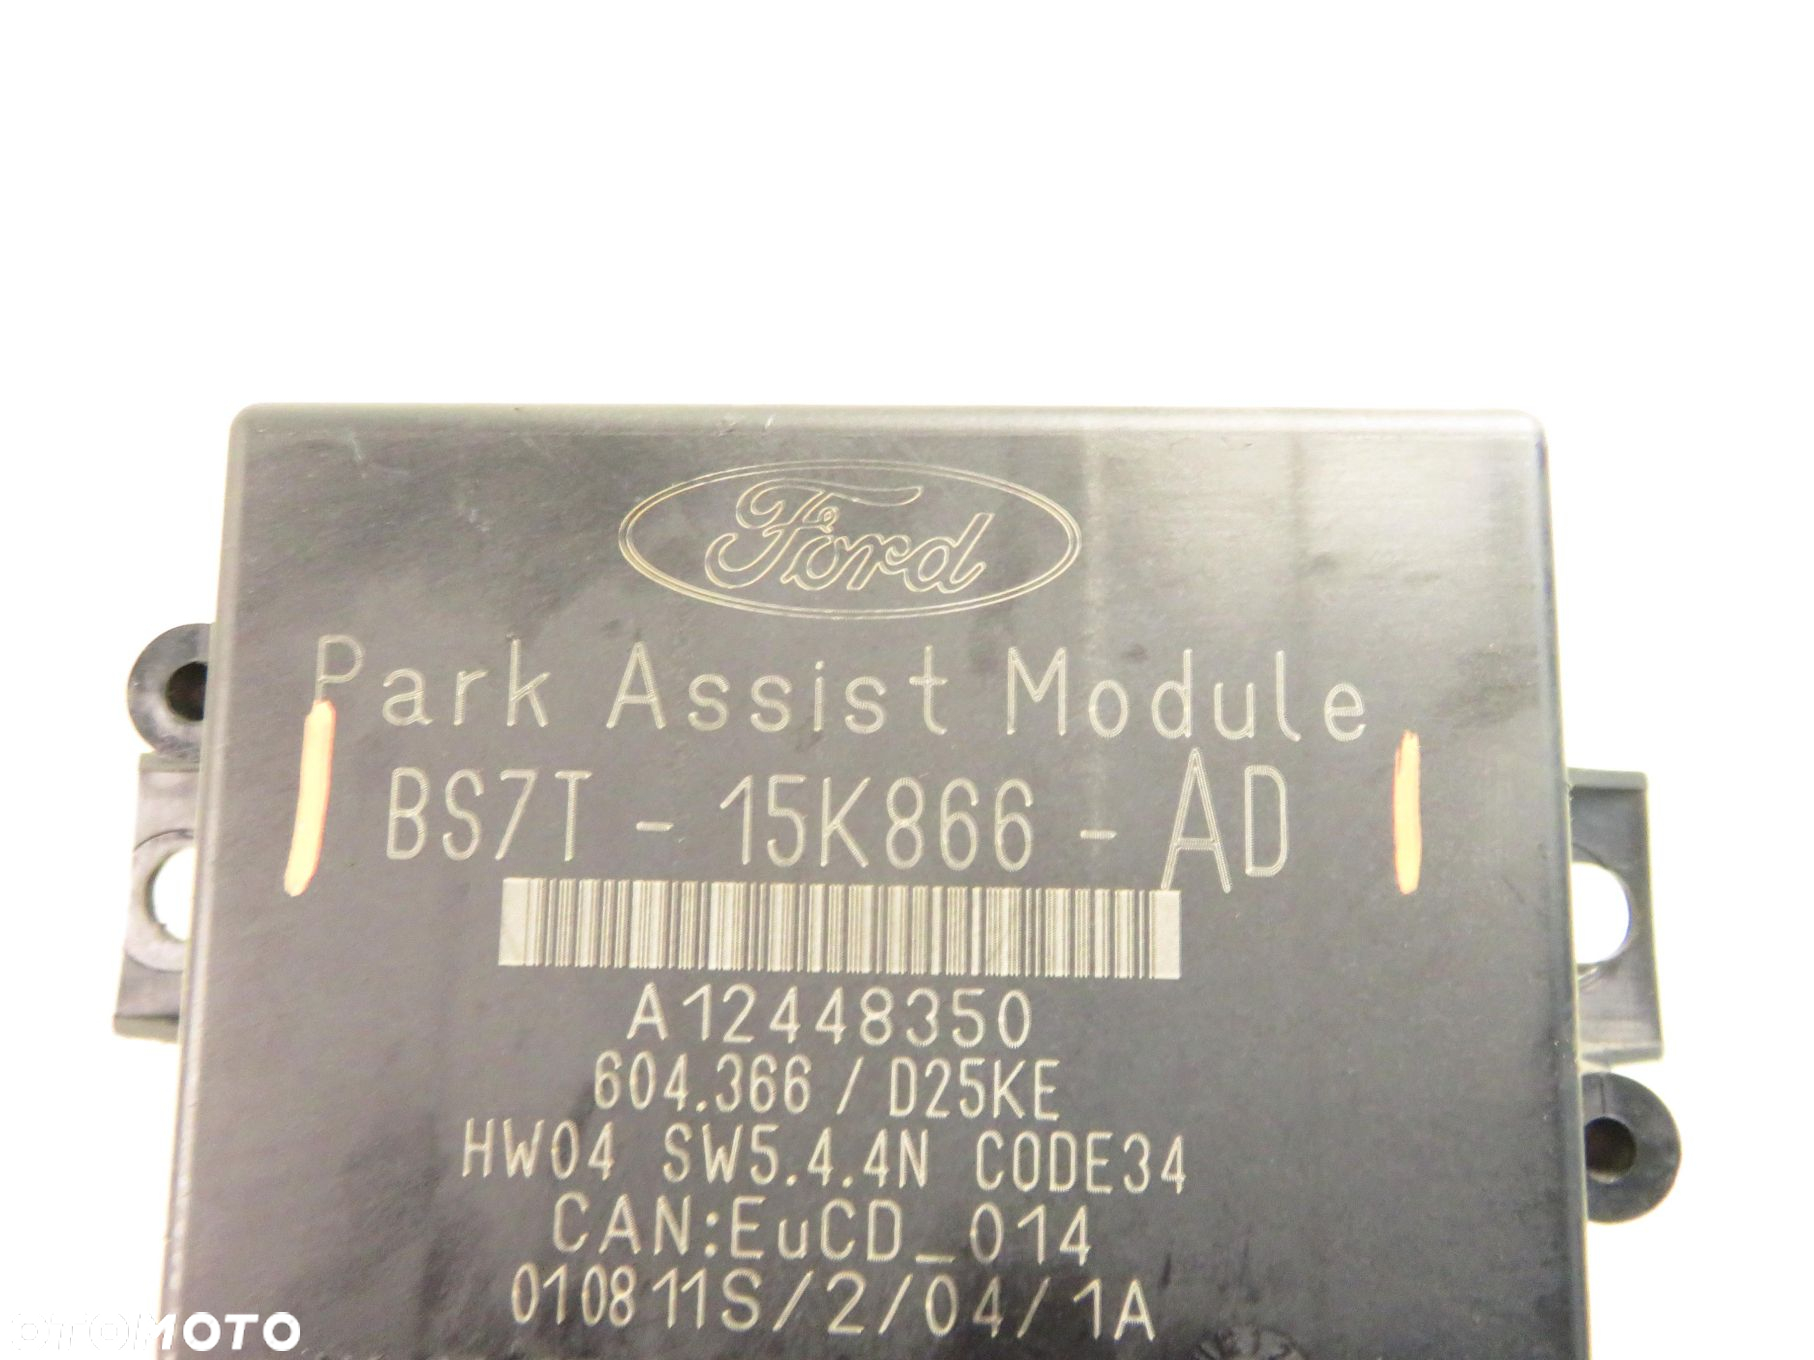 Ford
Park Assist Module
BS7T - 15K866 - AD
A12448350
604.366 / D25KE
HW04 SW5.4.4N CODE34
CAN:EuCD_014
010811S/2/04/1A
OTOMOTO